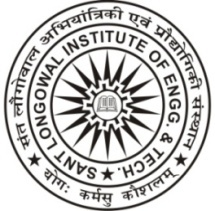 संत लौंगोवाल अभियांत्रिकी एवं प्रौद्योगिकी संस्थान
SANT LONGOWAL INSTITUTE OF ENGG & TECH.
योगः कर्मसु कौशलम्